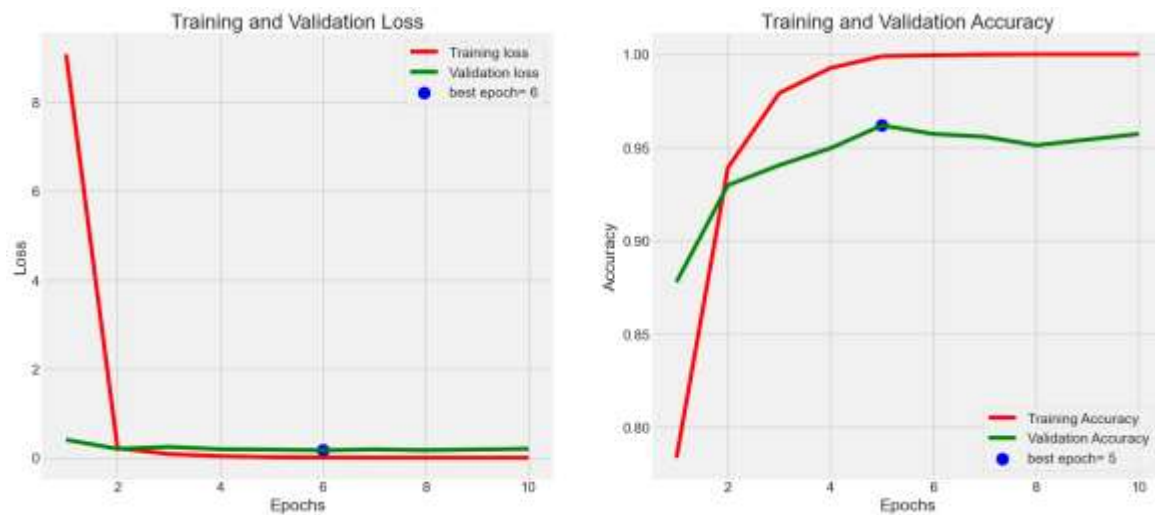 Training and Validation Loss
Training loss
Validation loss
best epoch= 6
8
6
4
2
0
Loss
2
4
6
8
10
Epochs
Training and Validation Accuracy
1.00
0.95
0.90
0.85
0.80
Accuracy
Training Accuracy
Validation Accuracy
best epoch= 5
2
4
6
8
10
Epochs